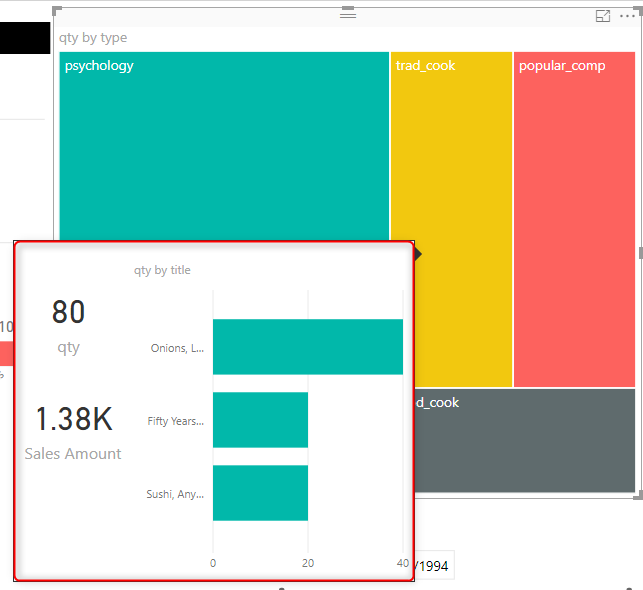 qty by type
psychology
trad_cook
popular_comp
qty by title
80
qty
Onions, L...
Fifty Years...
1.38K
Sales Amount
Sushi, Any...
0 20 40
10
d_cook
/1994